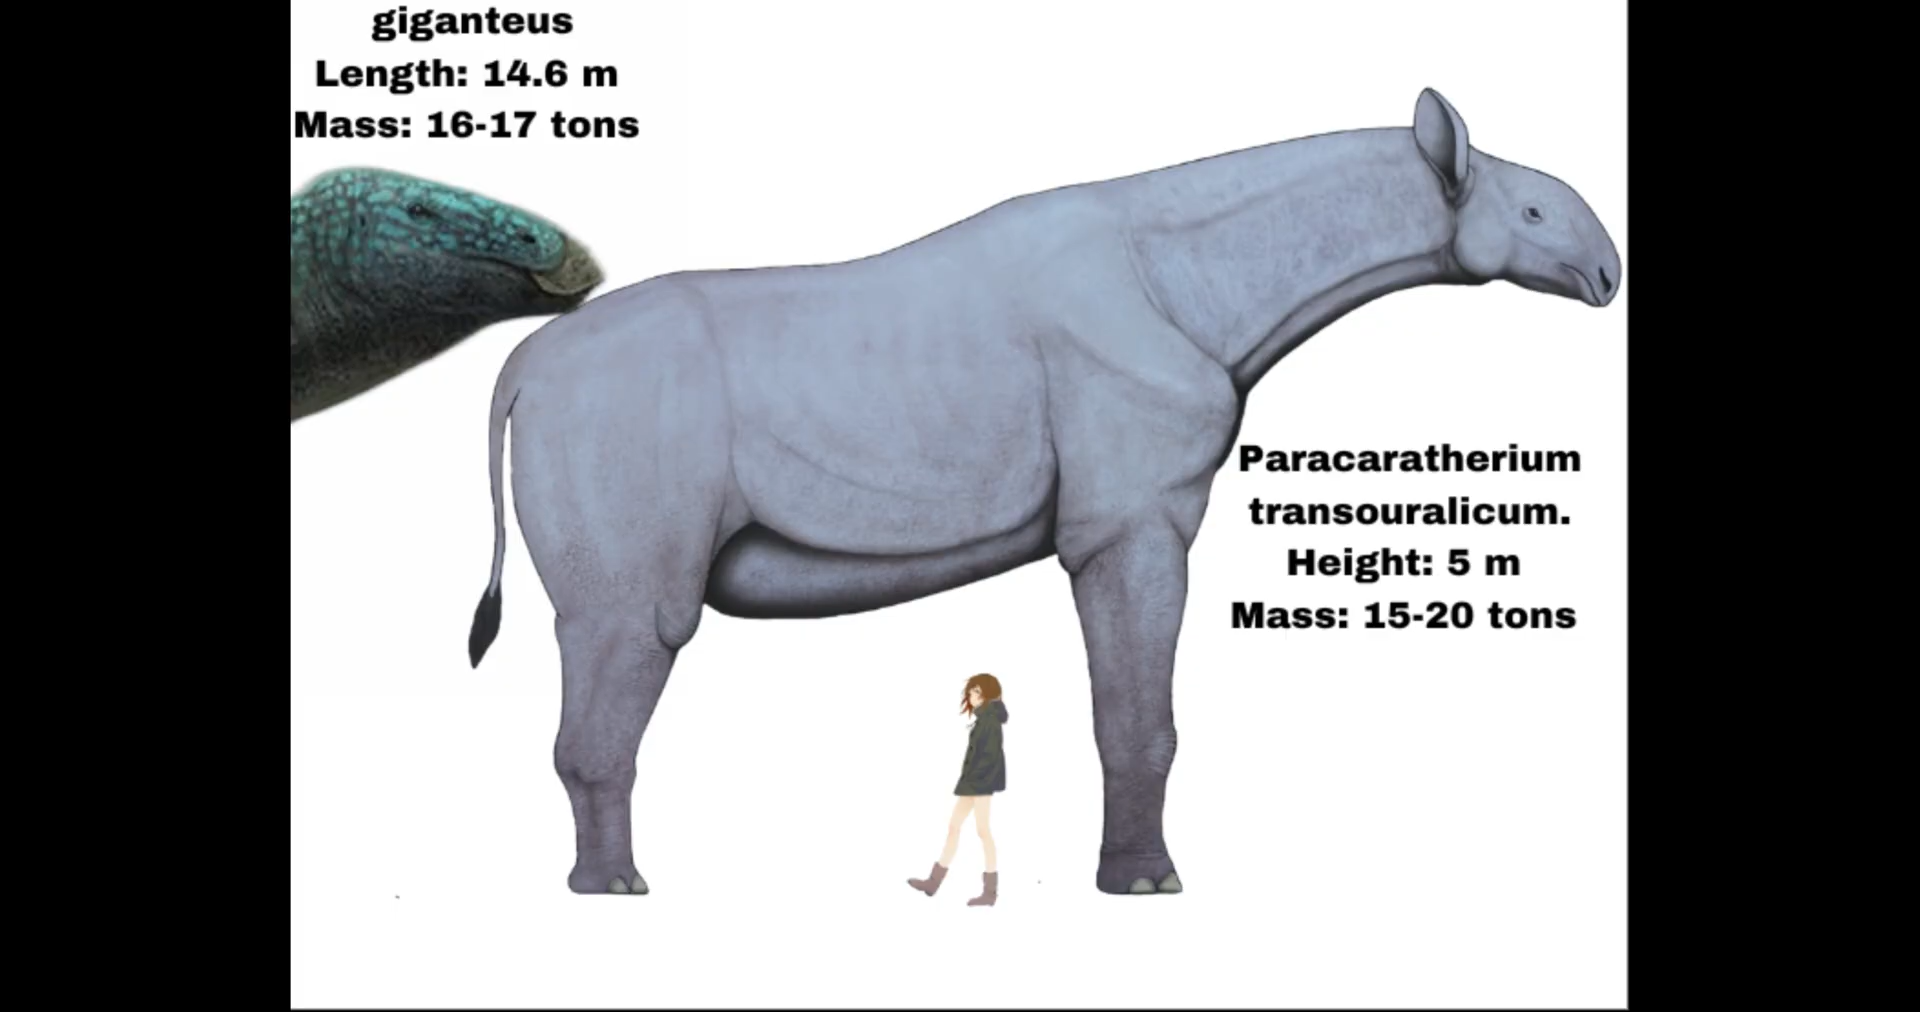 giganteus
Length: 14.6 m
Mass: 16-17 tons
Paracaratherium
transouralicum.
Height: 5 m
Mass: 15-20 tons